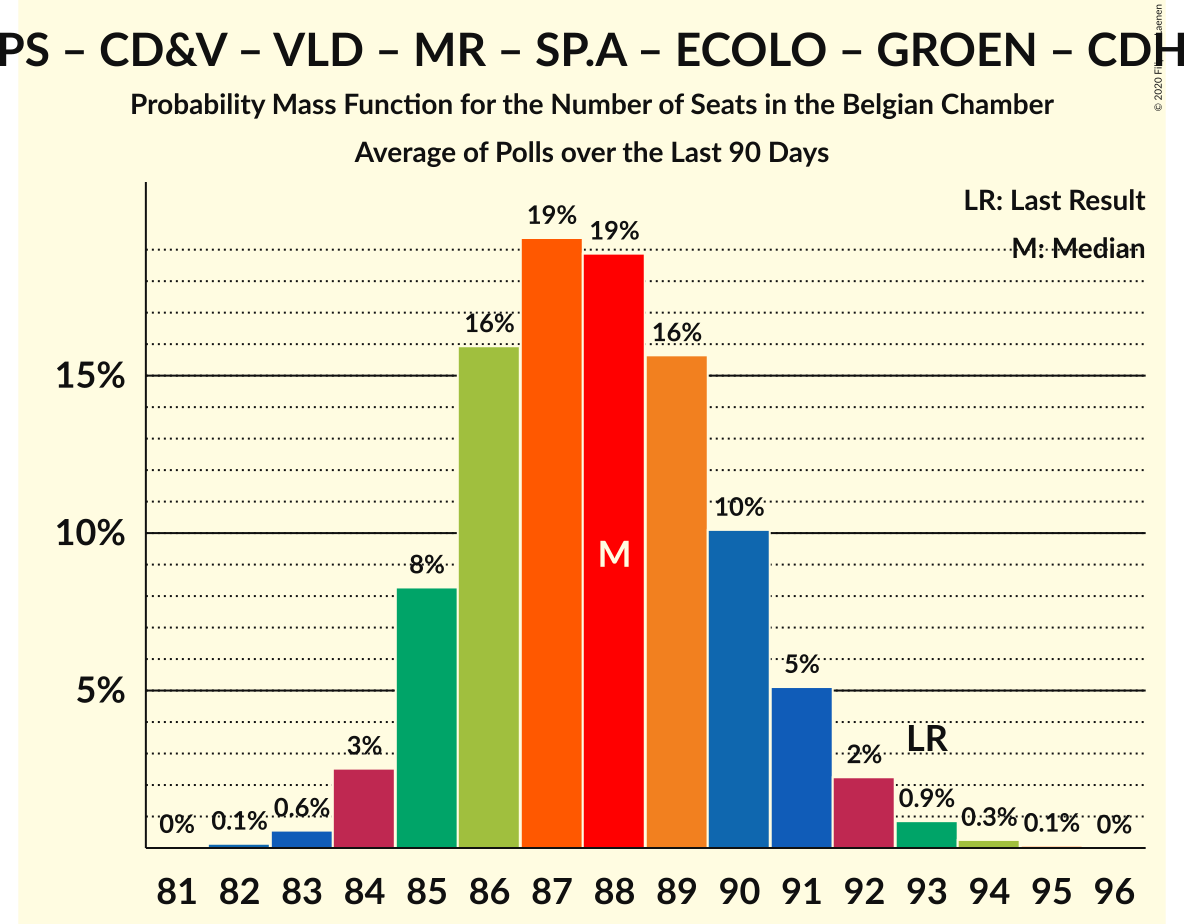 PS – CD&V – VLD – MR – SP.A – ECOLO – GROEN – CDH
Probability Mass Function for the Number of Seats in the Belgian Chamber
Average of Polls over the Last 90 Days
© 2020
LR: Last Result
M: Median
19%
19%
16%
16%
15%
10%
10%
M
8%
5%
5%
LR
3%
2%
0.9%
0% 0.1% 0.6% 0.3% 0.1% 0%
81 82 83 84 85 86 87 88 89 90 91 92 93 94 95 96